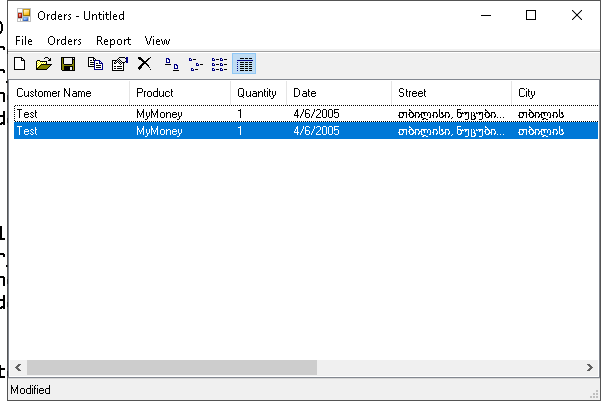 Orders - Untitled
File Orders Report View
Customer Name Product Quantity Date Street City
Test MyMoney 1 4/6/2005 თბილისი, ნუცუბი... თბილის
Test MyMoney 1 4/6/2005 თბილისი, ნუცუბი... თბილის
Modified